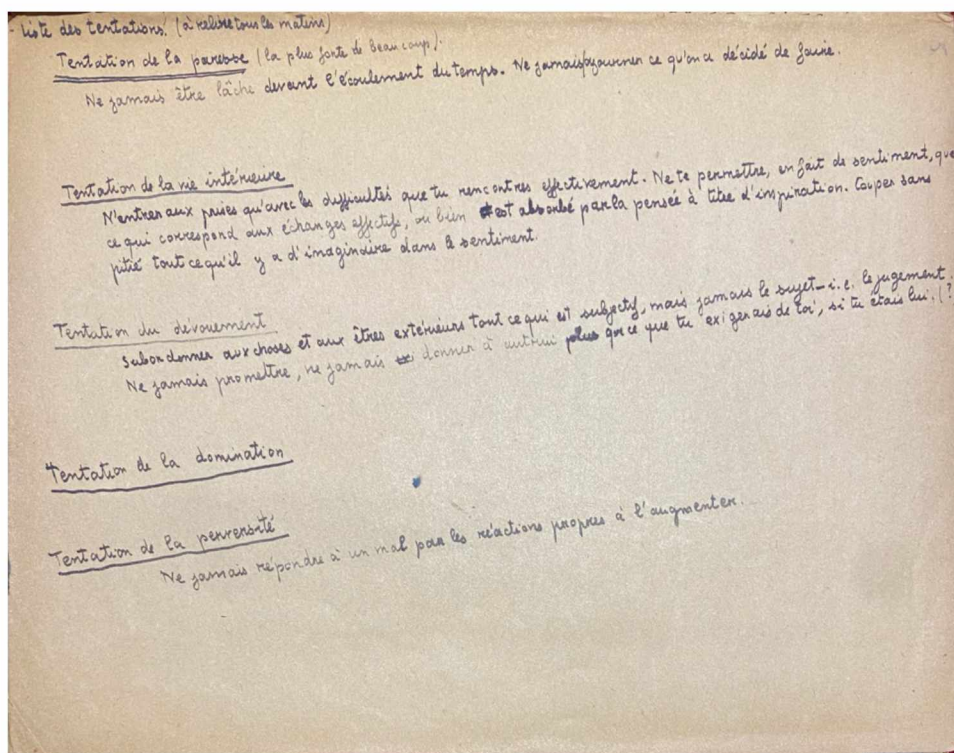 - Liste des tentations. (à relire tous les matins)
Tentation de la paresse (la plus forte de beaucoup).
Ne jamais être lâche devant l'écoulement du temps. Ne jamais ajourner ce qu'on a décidé de faire.
Tentation de la vie intérieure
N'entrer aux prises qu'avec les difficultés que tu rencontres effectivement. Ne te permettre, en fait de sentiment, que
ce qui correspond aux échanges effectifs, ou bien est absorbé par la pensée à titre d'inspiration. Couper sans
pitié tout ce qu'il y a d'imaginaire dans le sentiment.
Tentation du dévouement
Subordonner aux choses et aux êtres extérieurs tout ce qui est subjectif, mais jamais le sujet - i.e. le jugement.
Ne jamais promettre, ne jamais donner à autrui plus que ce que tu exigerais de toi, si tu étais lui. (?
Tentation de la domination
Tentation de la perversité
Ne jamais répondre à un mal par les réactions propres à l'augmenter.